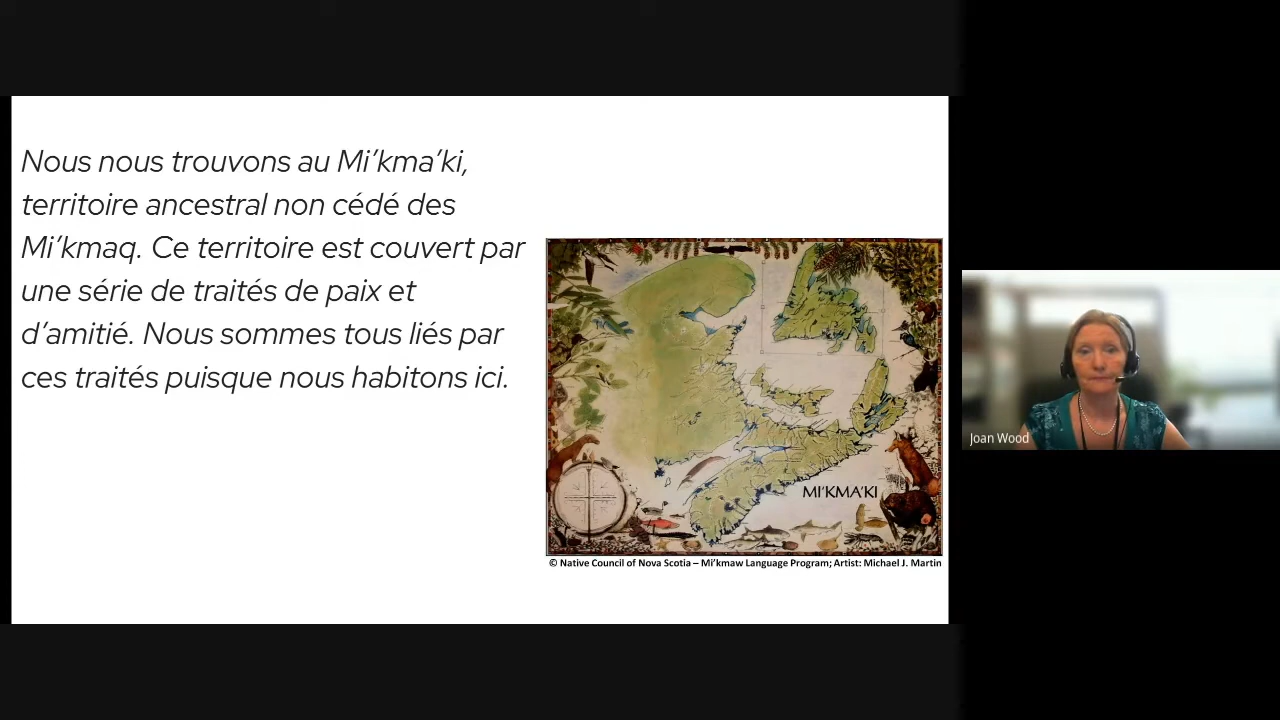 Nous nous trouvons au Mi’kma’ki,
territoire ancestral non cédé des
Mi’kmaq. Ce territoire est couvert par
une série de traités de paix et
d’amitié. Nous sommes tous liés par
ces traités puisque nous habitons ici.
MI’KMA’KI
© Native Council of Nova Scotia – Mi’kmaw Language Program; Artist: Michael J. Martin
Joan Wood